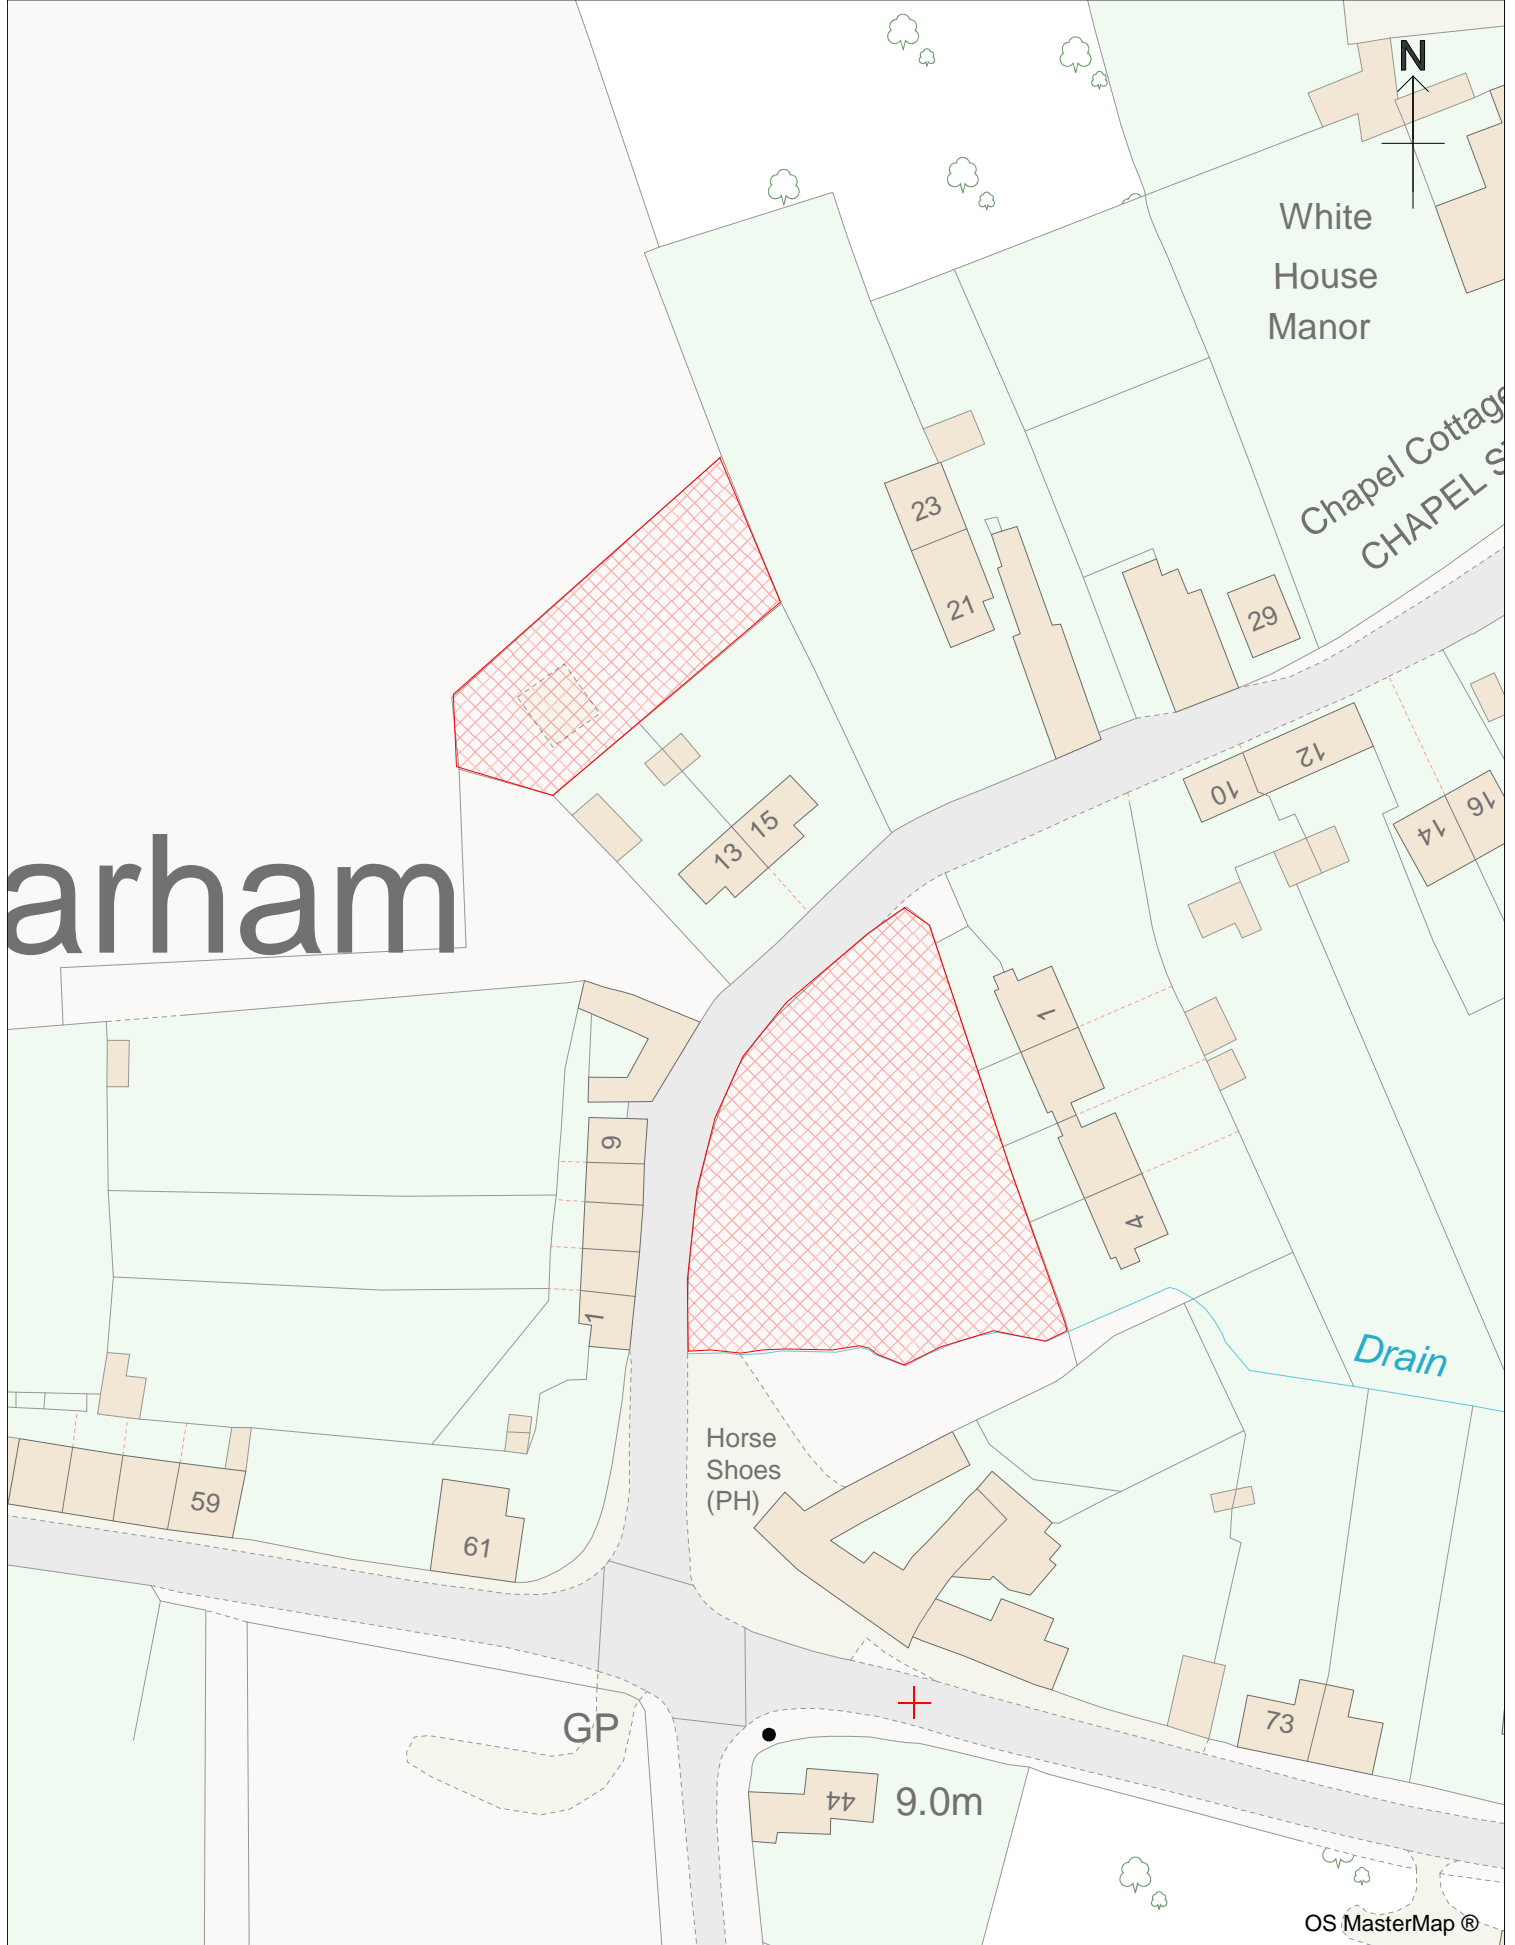 N
White
House
Manor
Chapel Cottage
CHAPEL S
23
21
29
12
10
16
14
15
13
arham
1
4
9
1
Drain
Horse
Shoes
(PH)
59
61
73
GP
44
9.0m
OS MasterMap ®